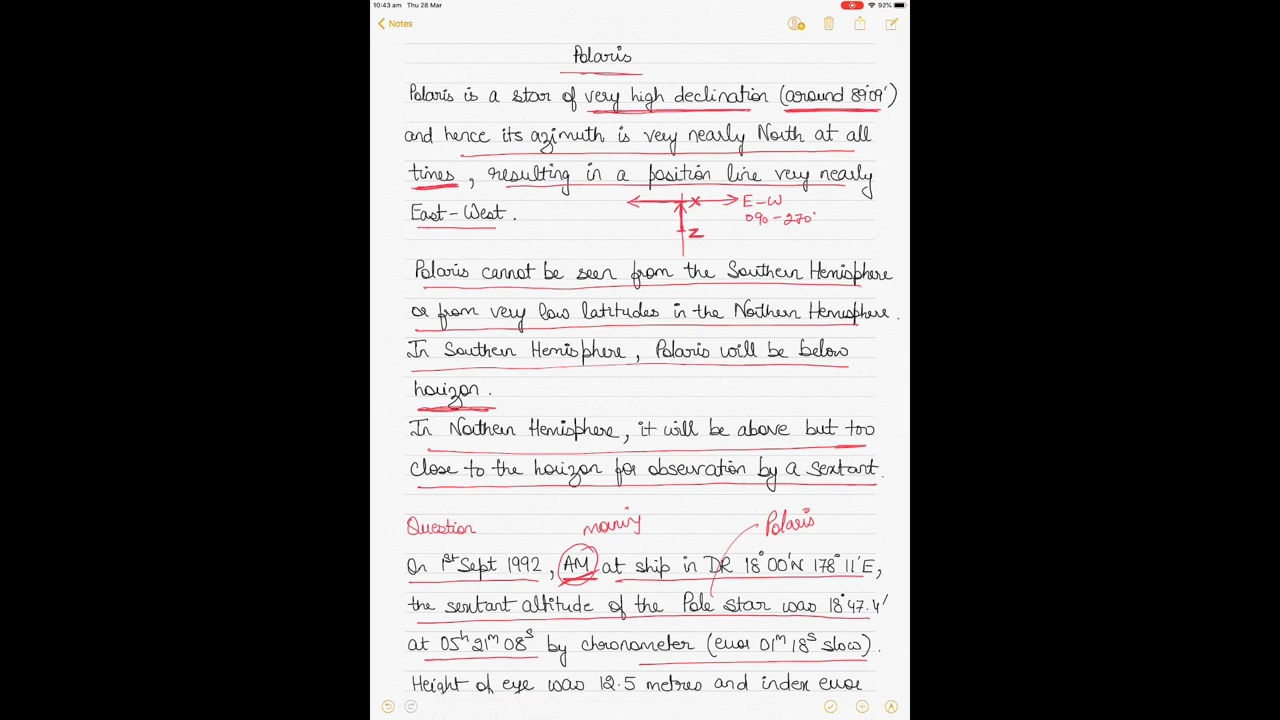 10:43 am Thu 28 Mar
92%
Notes
Polaris
Polaris is a star of very high declination (around 89°09')
and hence its azimuth is very nearly North at all
times, resulting in a position line very nearly
East-West.
X E-W
090-270°
Z
Polaris cannot be seen from the Southern Hemisphere
or from very low latitudes in the Northern Hemisphere.
In Southern Hemisphere, Polaris will be below
horizon.
In Northern Hemisphere, it will be above but too
close to the horizon for observation by a sextant.
Question Polaris
On 1st Sept 1992, AM at ship in DR 18°00'N 178°11'E,
the sextant altitude of the Pole star was 18°47.4'
at 05h 21m 08s by chronometer (error 01m 18s slow).
Height of eye was 12.5 metres and index error